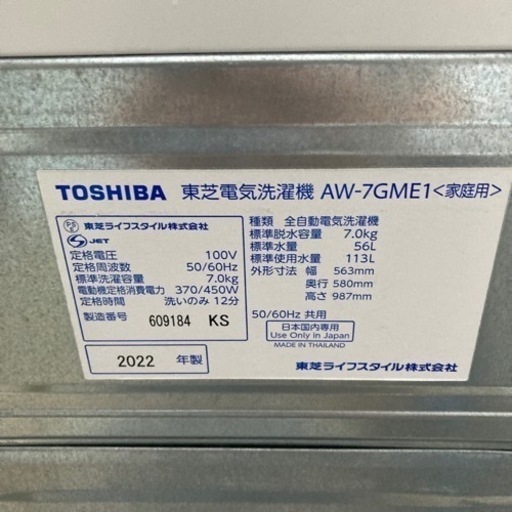 TOSHIBA 東芝電気洗濯機 AW-7GME1<家庭用>
PSE 東芝ライフスタイル株式会社
S JET
定格電圧 100V
定格周波数 50/60Hz
標準洗濯容量 7.0kg
電動機定格消費電力 370/450W
定格時間 洗いのみ 12分
製造番号 609184 KS
2022 年製
種類 全自動電気洗濯機
標準脱水容量 7.0kg
標準水量 56L
標準使用水量 113L
外形寸法 幅 563mm
奥行 580mm
高さ 987mm
50/60Hz 共用
日本国内専用
Use Only in Japan
MADE IN THAILAND
東芝ライフスタイル株式会社